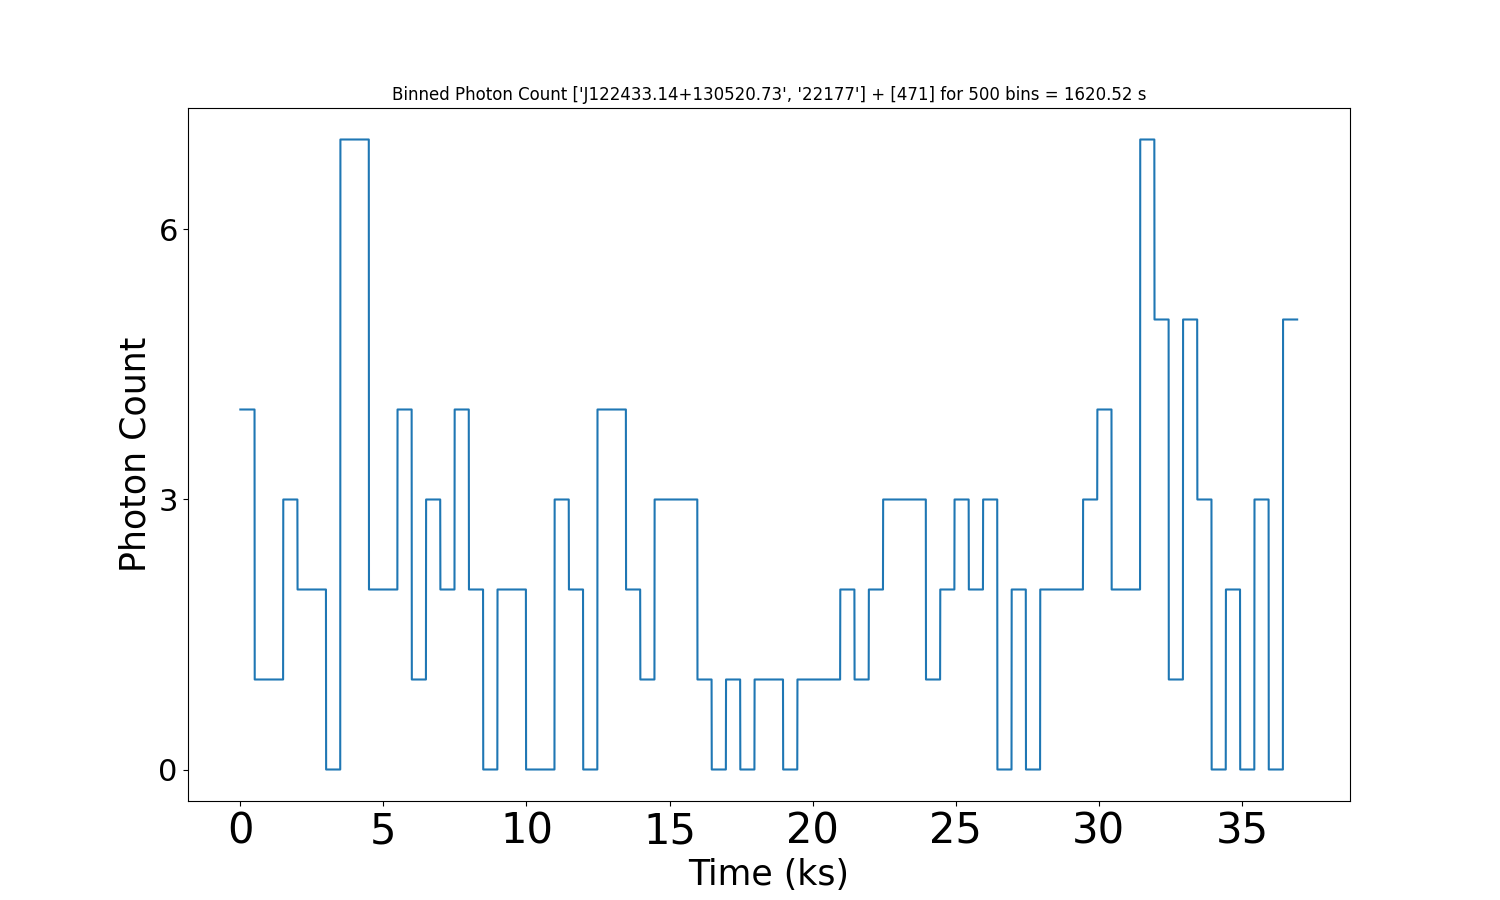 Binned Photon Count ['J122433.14+130520.73', '22177'] + [471] for 500 bins = 1620.52 s
6
3
0
Photon Count
0 5 10 15 20 25 30 35
Time (ks)